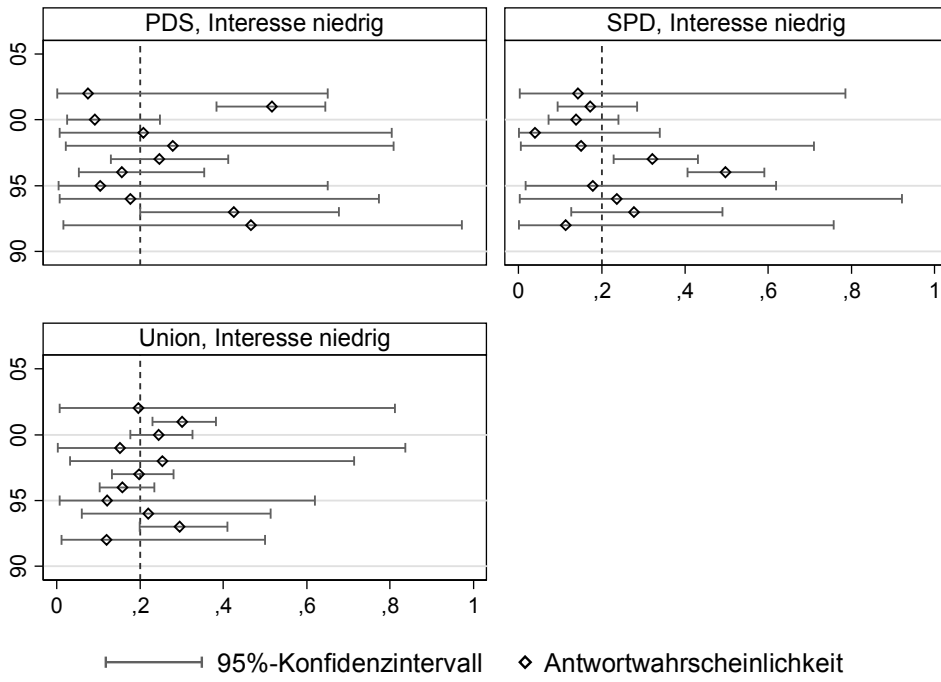 PDS, Interesse niedrig
SPD, Interesse niedrig
05
00
95
90
0 ,2 ,4 ,6 ,8 1
Union, Interesse niedrig
05
00
95
90
0 ,2 ,4 ,6 ,8 1
95%-Konfidenzintervall Antwortwahrscheinlichkeit